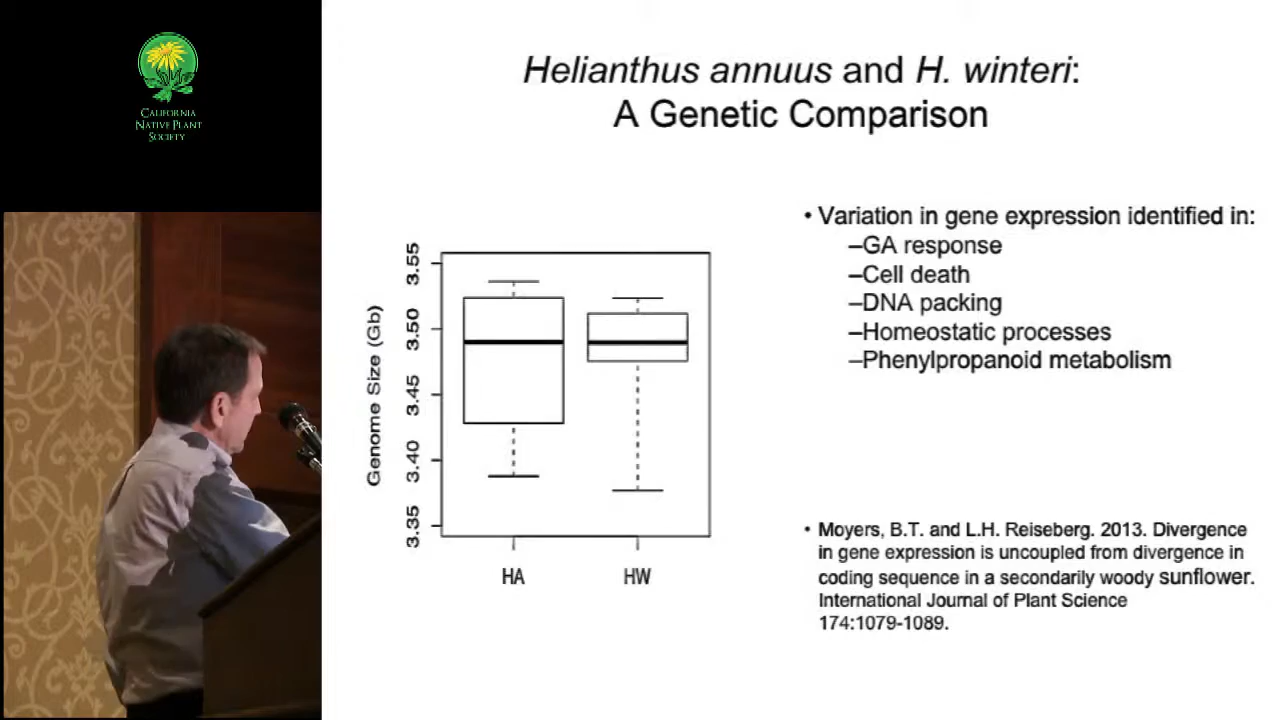 CALIFORNIA
NATIVE PLANT
SOCIETY
Helianthus annuus and H. winteri:
A Genetic Comparison
• Variation in gene expression identified in:
–GA response
–Cell death
–DNA packing
–Homeostatic processes
–Phenylpropanoid metabolism
Genome Size (Gb)
3.55
3.50
3.45
3.40
3.35
HA
HW
• Moyers, B.T. and L.H. Reiseberg. 2013. Divergence
in gene expression is uncoupled from divergence in
coding sequence in a secondarily woody sunflower.
International Journal of Plant Science
174:1079-1089.